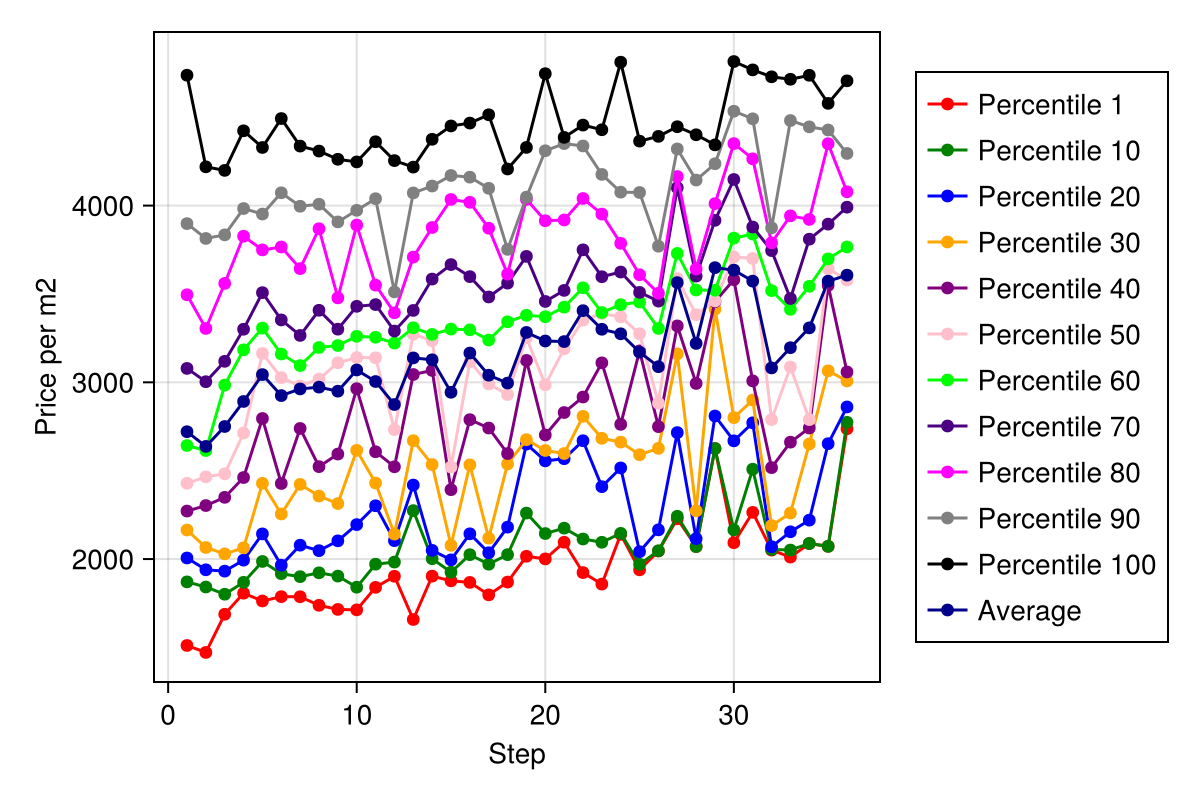 Price per m2
4000
3000
2000
0 10 20 30
Step
Percentile 1
Percentile 10
Percentile 20
Percentile 30
Percentile 40
Percentile 50
Percentile 60
Percentile 70
Percentile 80
Percentile 90
Percentile 100
Average